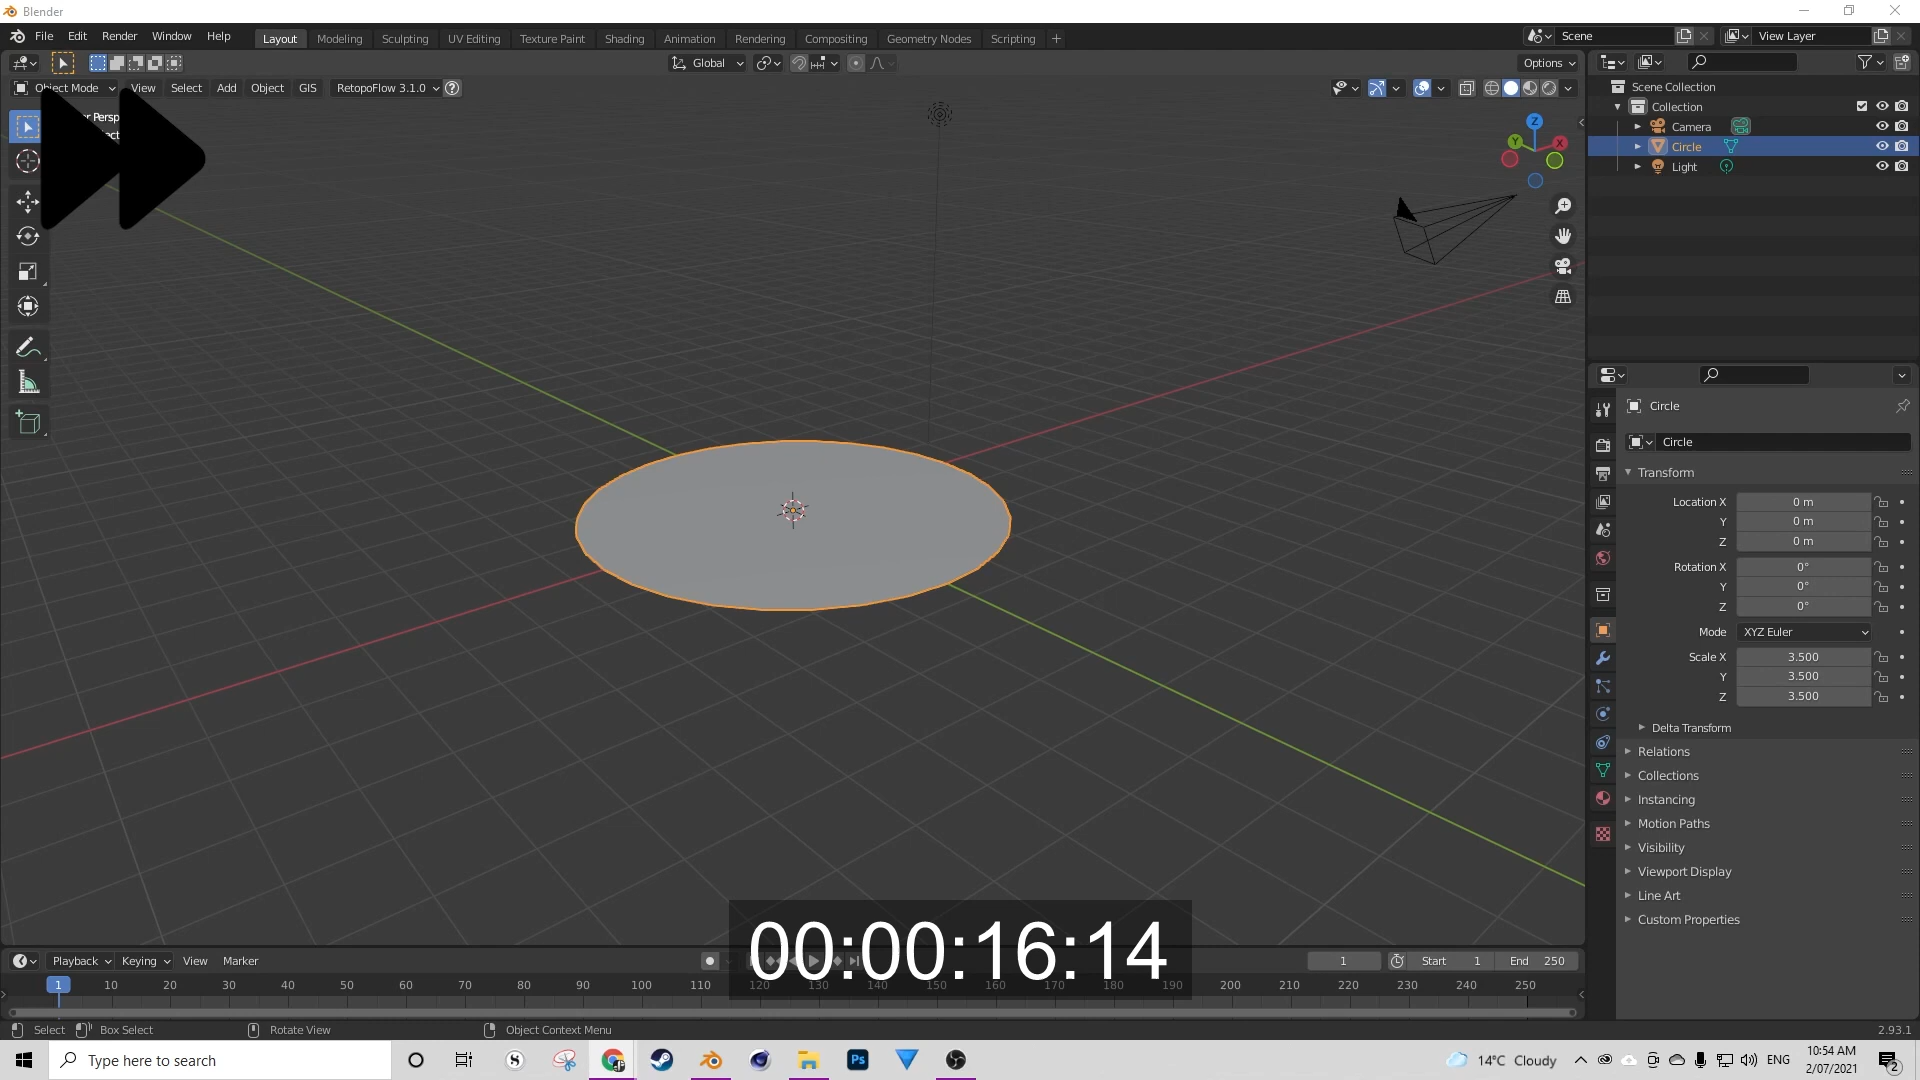 Blender
File Edit Render Window Help Layout Modeling Sculpting UV Editing Texture Paint Shading Animation Rendering Compositing Geometry Nodes Scripting + Scene View Layer
Global Options
Object Mode View Select Add Object GIS RetopoFlow 3.1.0
Persp
Z
Y X
Scene Collection
Collection
Camera
Circle
Light
Circle
Circle
Transform
Location X 0 m
Y 0 m
Z 0 m
Rotation X 0°
Y 0°
Z 0°
Mode XYZ Euler
Scale X 3.500
Y 3.500
Z 3.500
Delta Transform
Relations
Collections
Instancing
Motion Paths
Visibility
Viewport Display
Line Art
Custom Properties
00:00:16:14
Playback Keying View Marker 1 Start 1 End 250
1 10 20 30 40 50 60 70 80 90 100 110 120 130 140 150 160 170 180 190 200 210 220 230 240 250
Select Box Select Rotate View Object Context Menu 2.93.1
Type here to search
Ps
14°C Cloudy ENG
10:54 AM
2/07/2021
2